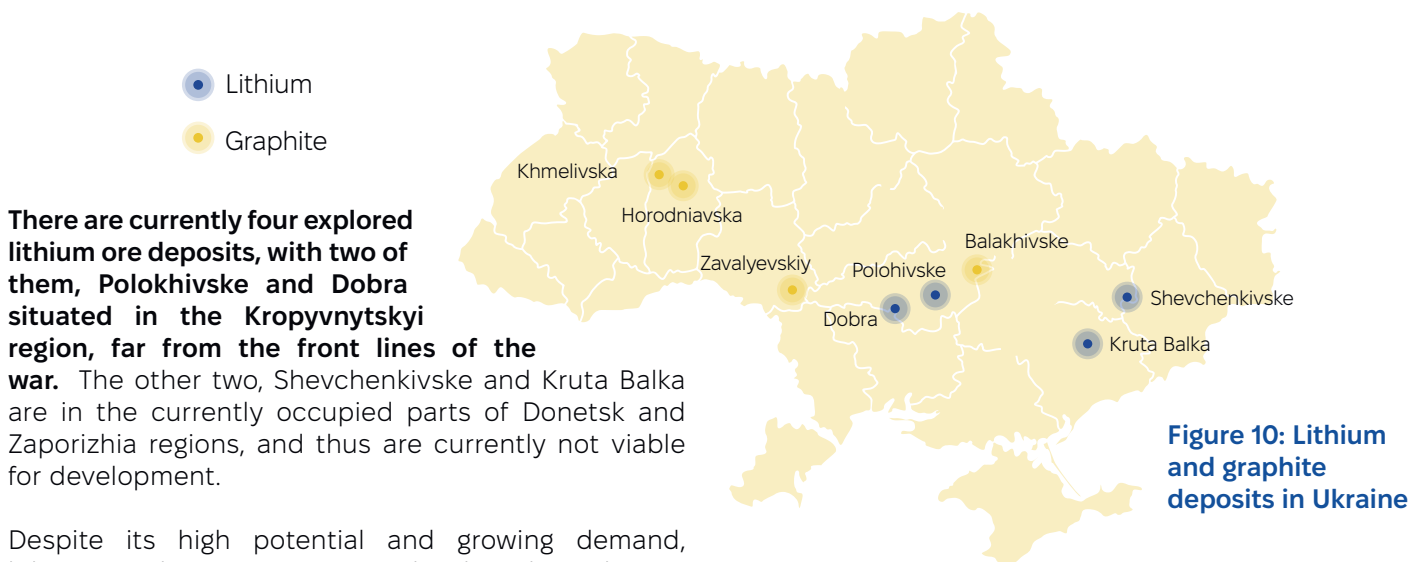 Lithium
Graphite
There are currently four explored
lithium ore deposits, with two of
them, Polokhivske and Dobra
situated in the Kropyvnytskyi
region, far from the front lines of the
war. The other two, Shevchenkivske and Kruta Balka
are in the currently occupied parts of Donetsk and
Zaporizhia regions, and thus are currently not viable
for development.
Despite its high potential and growing demand,
Khmelivska
Horodniavska
Zavalyevskiy
Polohivske
Balakhivske
Dobra
Shevchenkivske
Kruta Balka
Figure 10: Lithium
and graphite
deposits in Ukraine